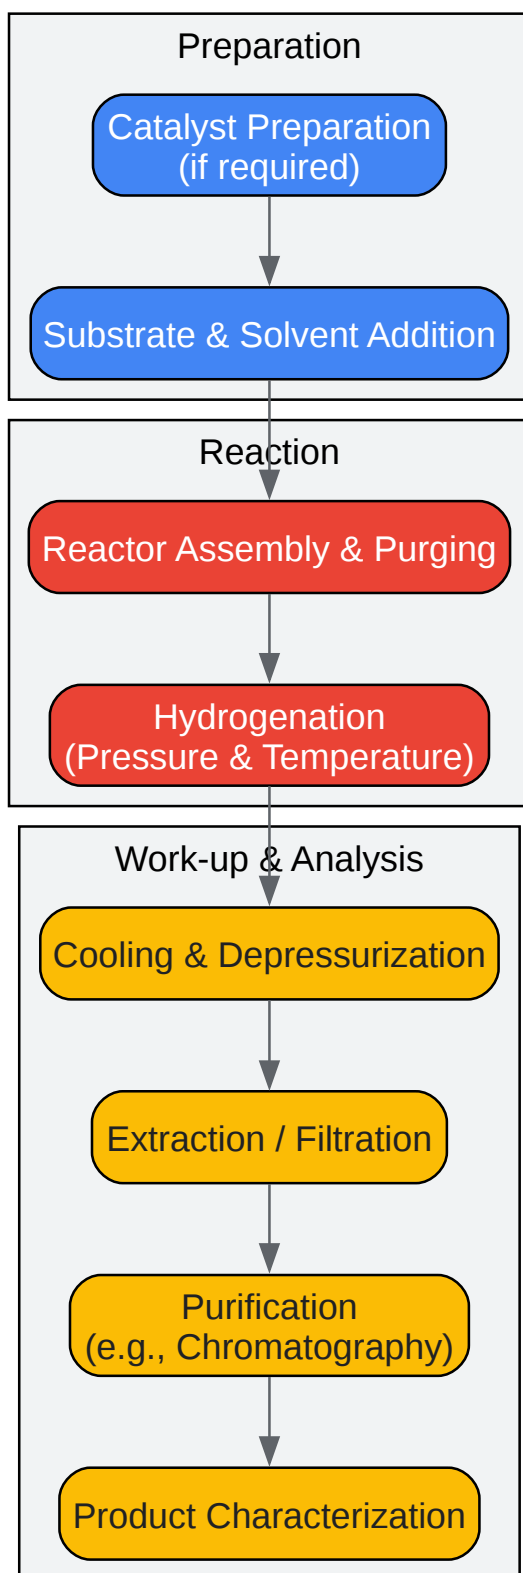 Preparation
Catalyst Preparation
(if required)
Substrate & Solvent Addition
Reaction
Reactor Assembly & Purging
Hydrogenation
(Pressure & Temperature)
Work-up & Analysis
Cooling & Depressurization
Extraction / Filtration
Purification
(e.g., Chromatography)
Product Characterization